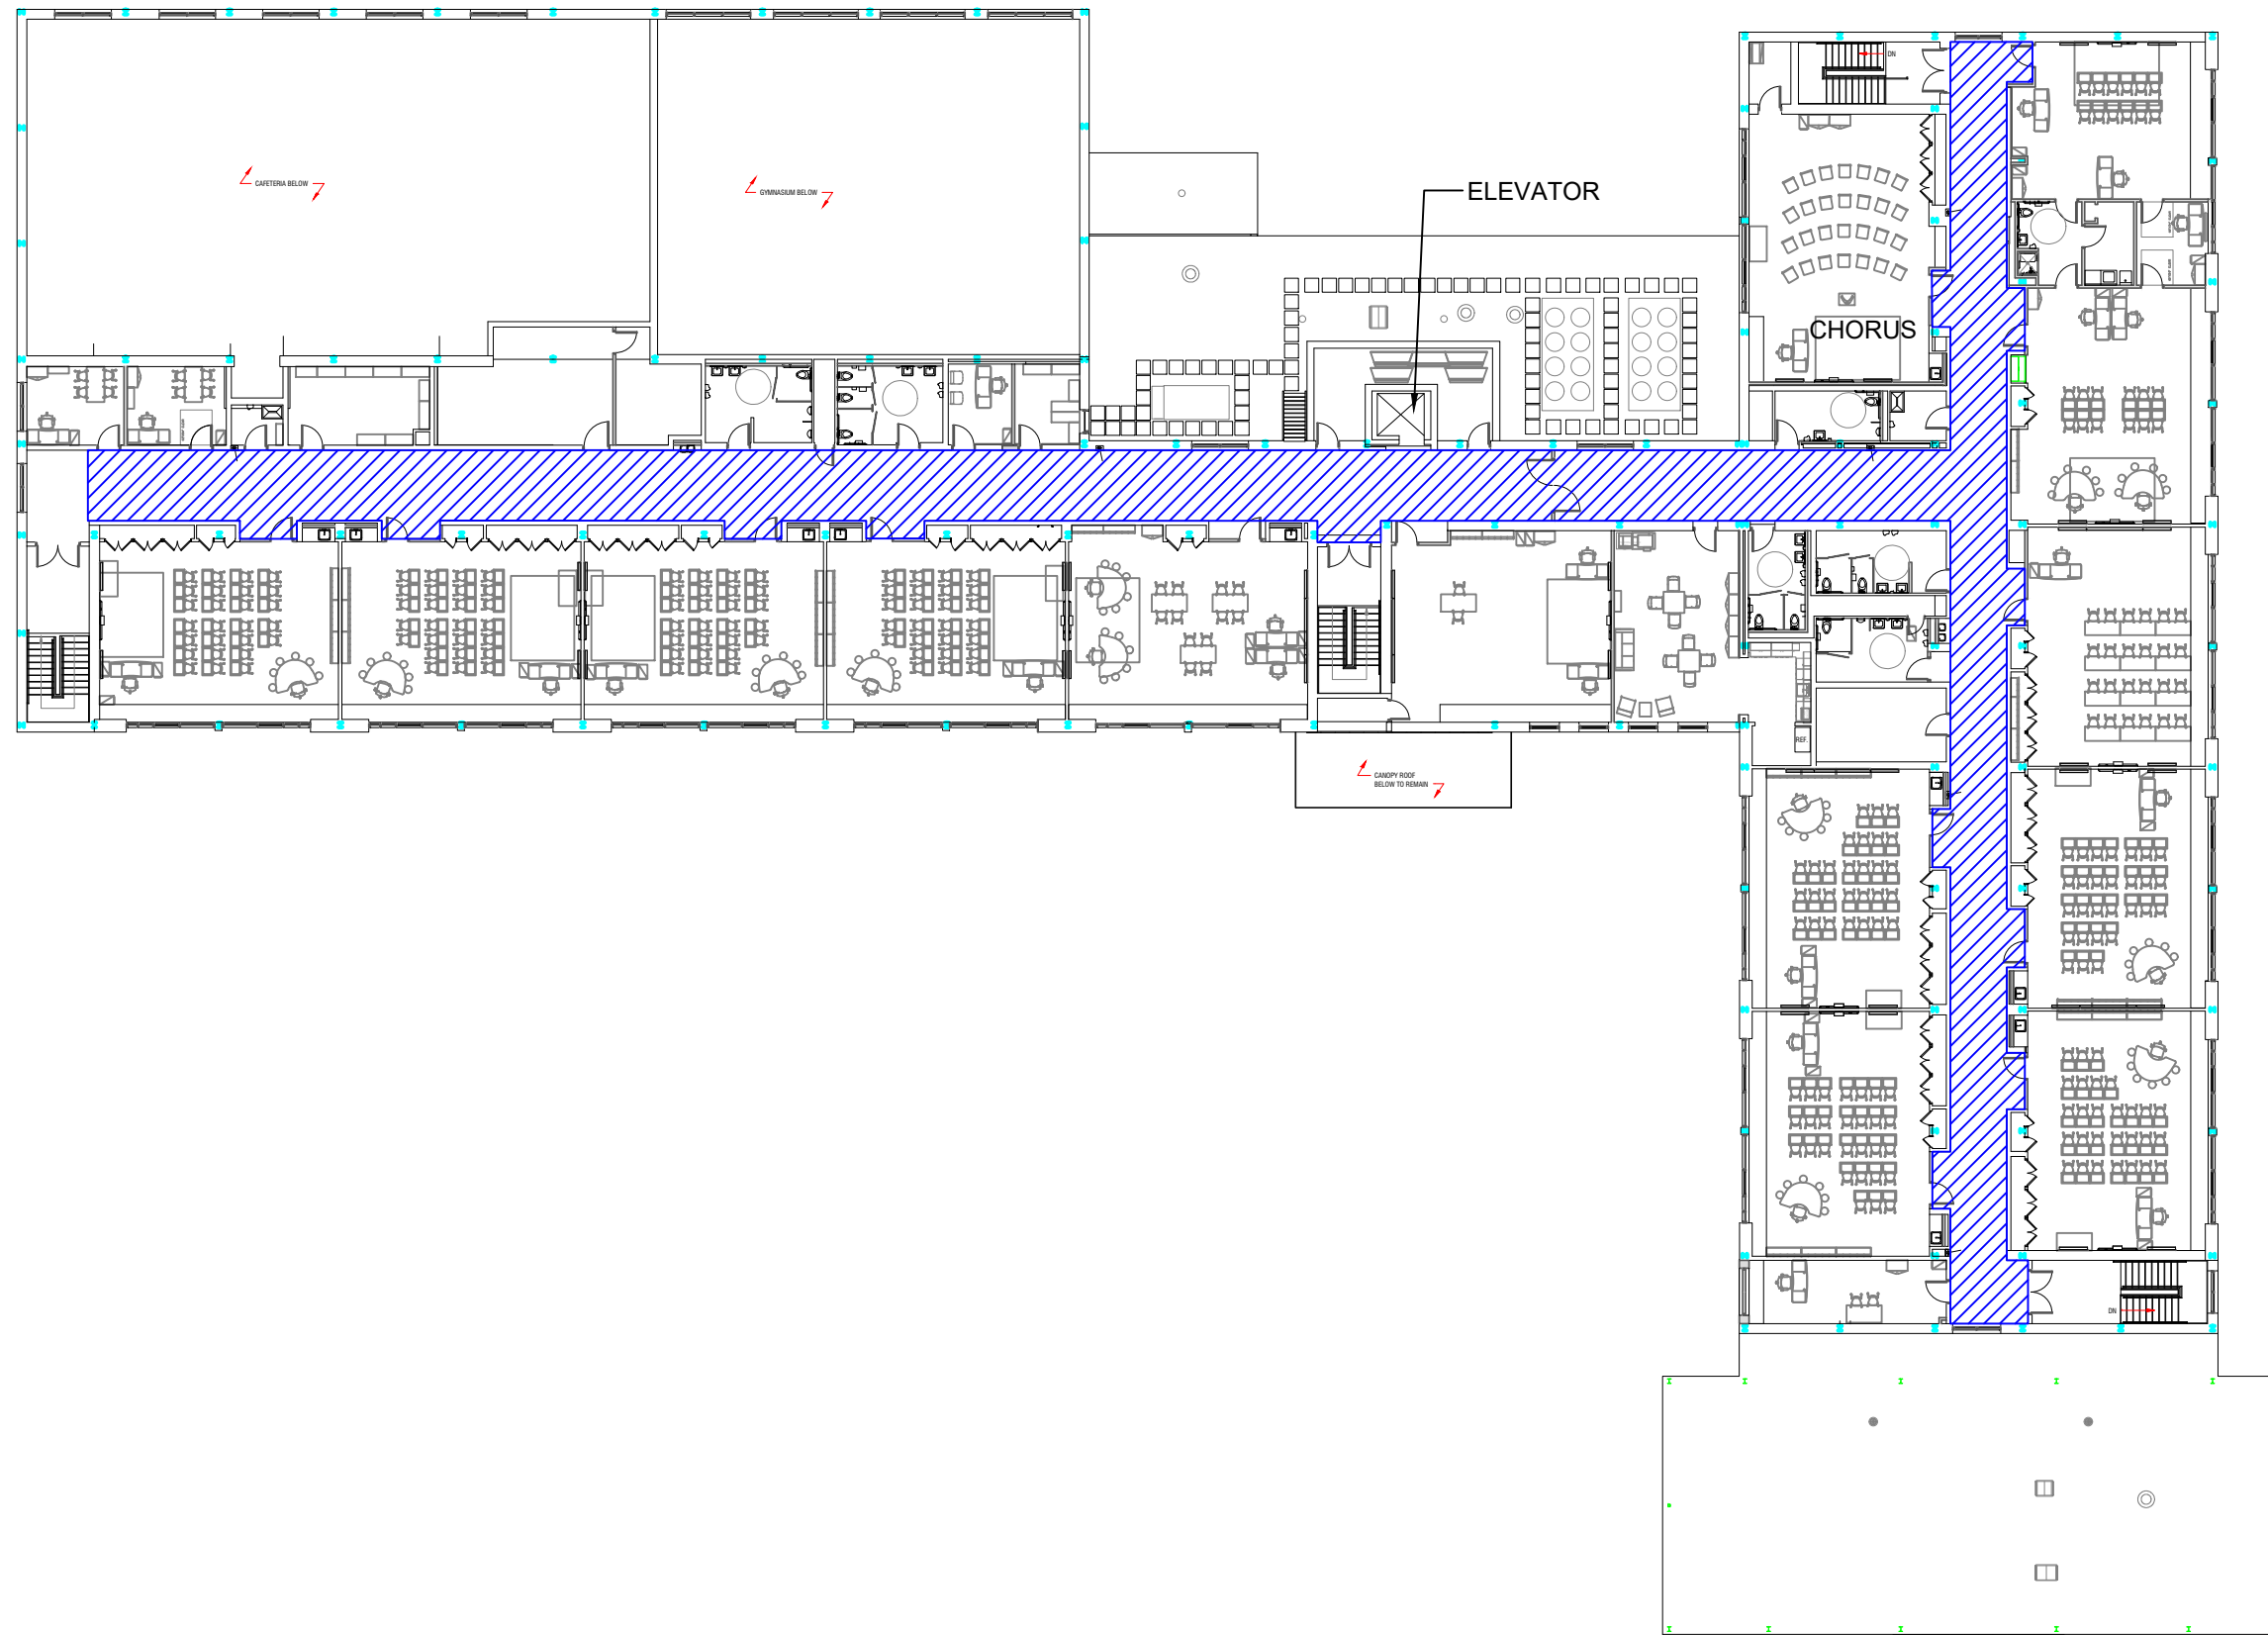 DN
CAFETERIA BELOW
GYMNASIUM BELOW
ELEVATOR
CHORUS
REF.
CANOPY ROOF
BELOW TO REMAIN
DN